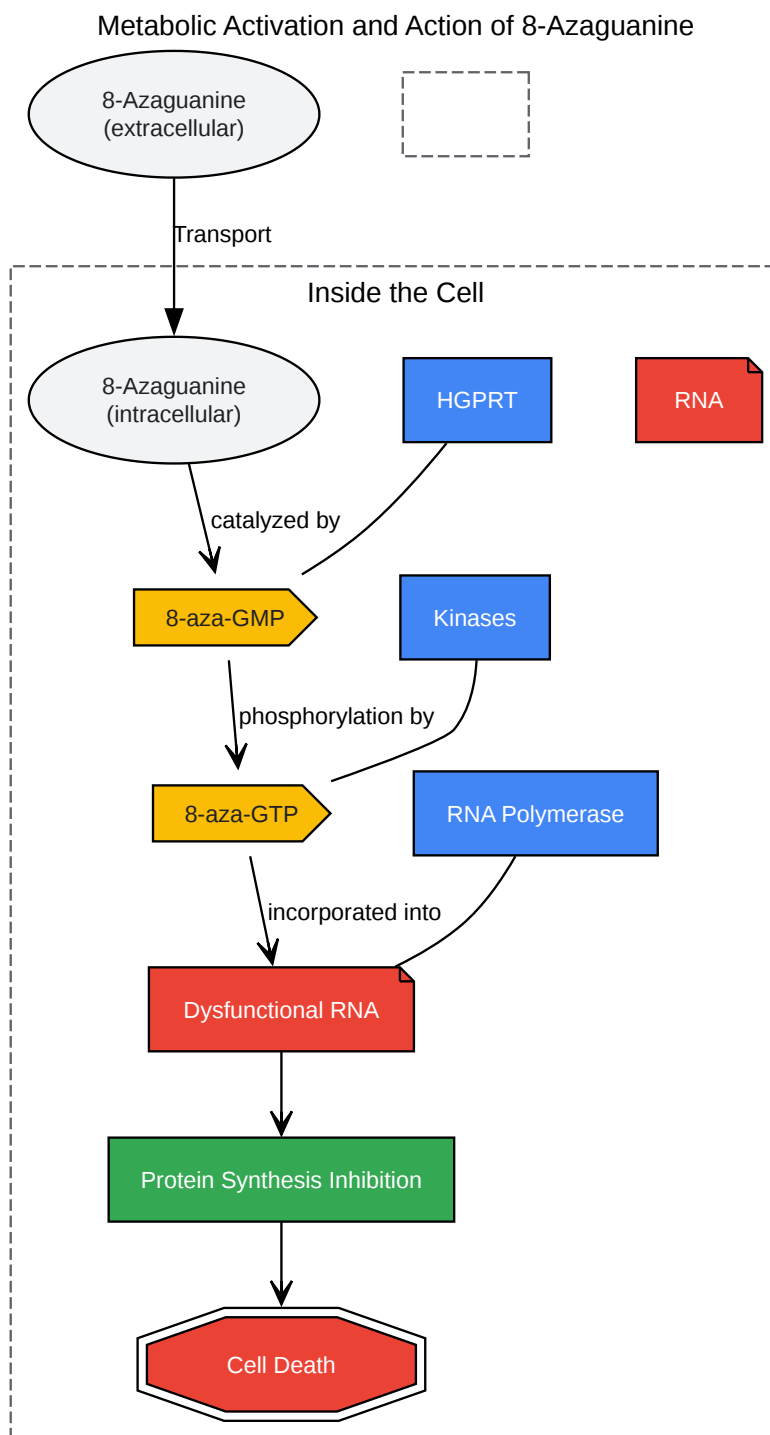 Metabolic Activation and Action of 8-Azaguanine
8-Azaguanine
(extracellular)
Transport
Inside the Cell
8-Azaguanine
(intracellular)
HGPRT
RNA
catalyzed by
8-aza-GMP
Kinases
phosphorylation by
8-aza-GTP
RNA Polymerase
incorporated into
Dysfunctional RNA
Protein Synthesis Inhibition
Cell Death